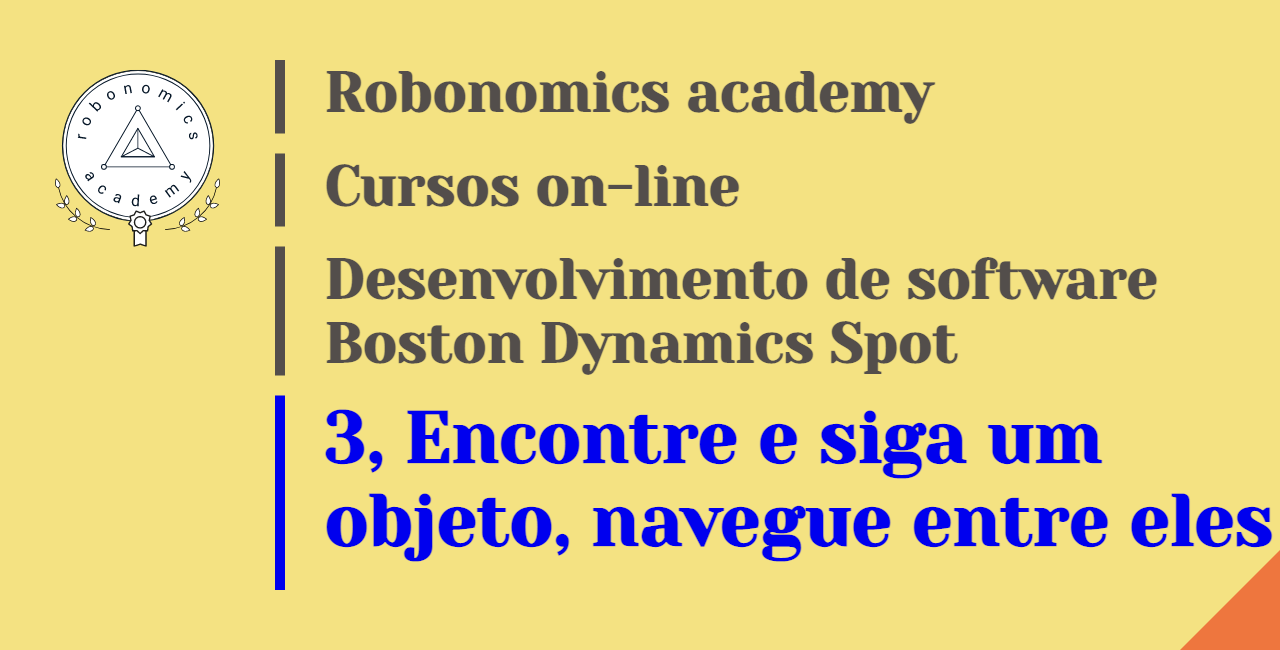 robonomics
academy
Robonomics academy
Cursos on-line
Desenvolvimento de software
Boston Dynamics Spot
3, Encontre e siga um
objeto, navegue entre eles